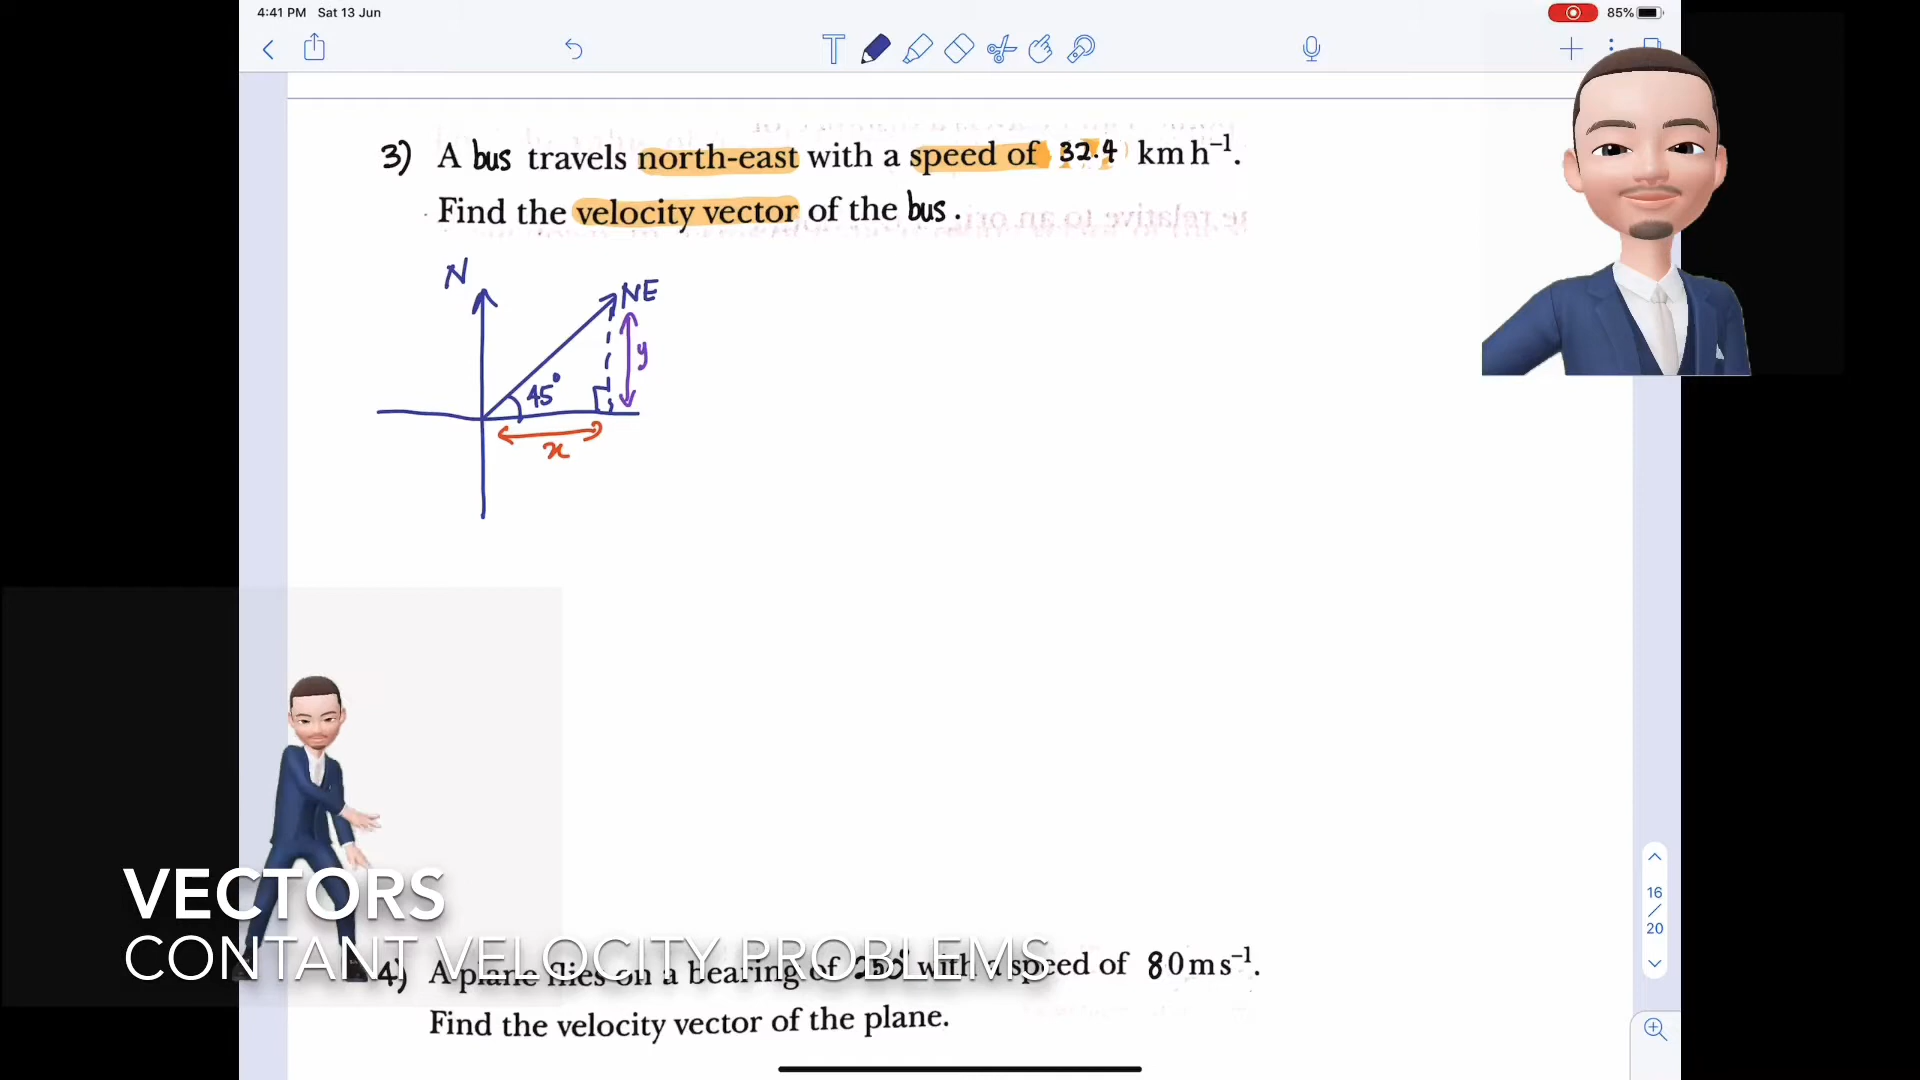 4:41 PM Sat 13 Jun
85%
3) A bus travels north-east with a speed of 32.4 km h⁻¹.
Find the velocity vector of the bus.
N
NE
45°
y
x
16
/
20
VECTORS
CONTANT VELOCITY PROBLEMS
4) A plane flies on a bearing of 250° with a speed of 80 m s⁻¹.
Find the velocity vector of the plane.